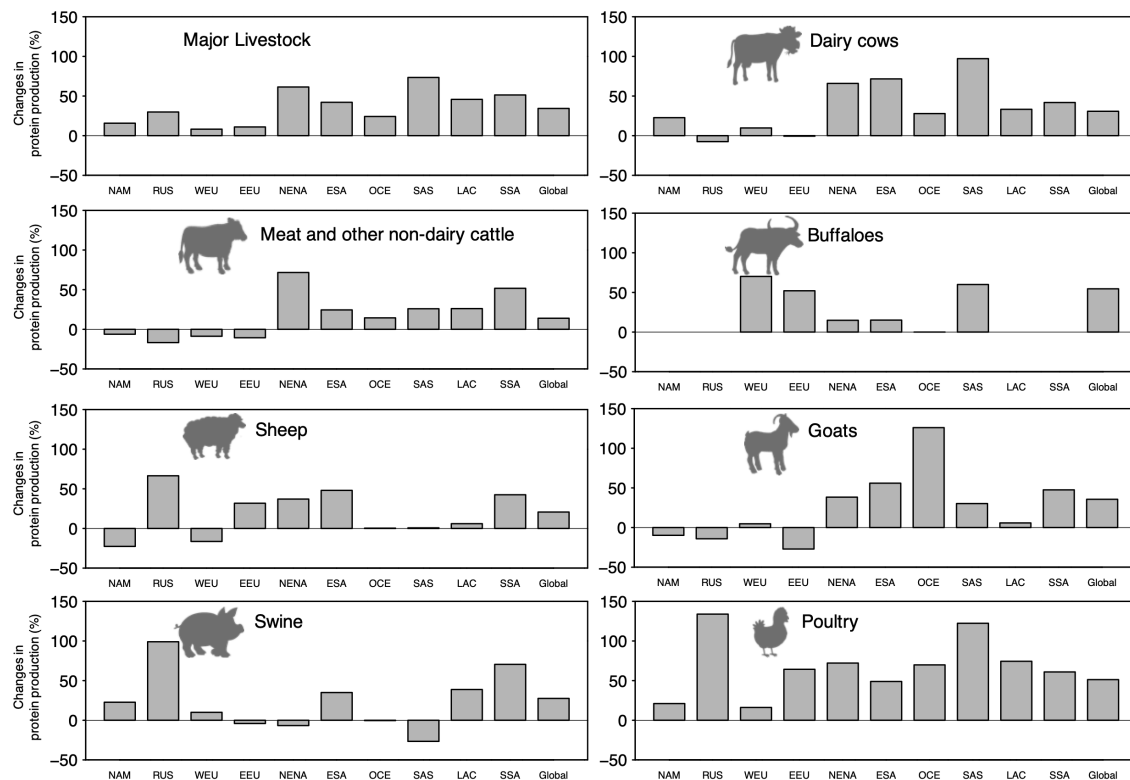 Major Livestock
Changes in
protein production (%)
150
100
50
0
−50
NAM RUS WEU EEU NENA ESA OCE SAS LAC SSA Global
Dairy cows
150
100
50
0
−50
NAM RUS WEU EEU NENA ESA OCE SAS LAC SSA Global
Meat and other non-dairy cattle
Changes in
protein production (%)
150
100
50
0
−50
NAM RUS WEU EEU NENA ESA OCE SAS LAC SSA Global
Buffaloes
150
100
50
0
−50
NAM RUS WEU EEU NENA ESA OCE SAS LAC SSA Global
Sheep
Changes in
protein production (%)
150
100
50
0
−50
NAM RUS WEU EEU NENA ESA OCE SAS LAC SSA Global
Goats
150
100
50
0
−50
NAM RUS WEU EEU NENA ESA OCE SAS LAC SSA Global
Swine
Changes in
protein production (%)
150
100
50
0
−50
NAM RUS WEU EEU NENA ESA OCE SAS LAC SSA Global
Poultry
150
100
50
0
−50
NAM RUS WEU EEU NENA ESA OCE SAS LAC SSA Global